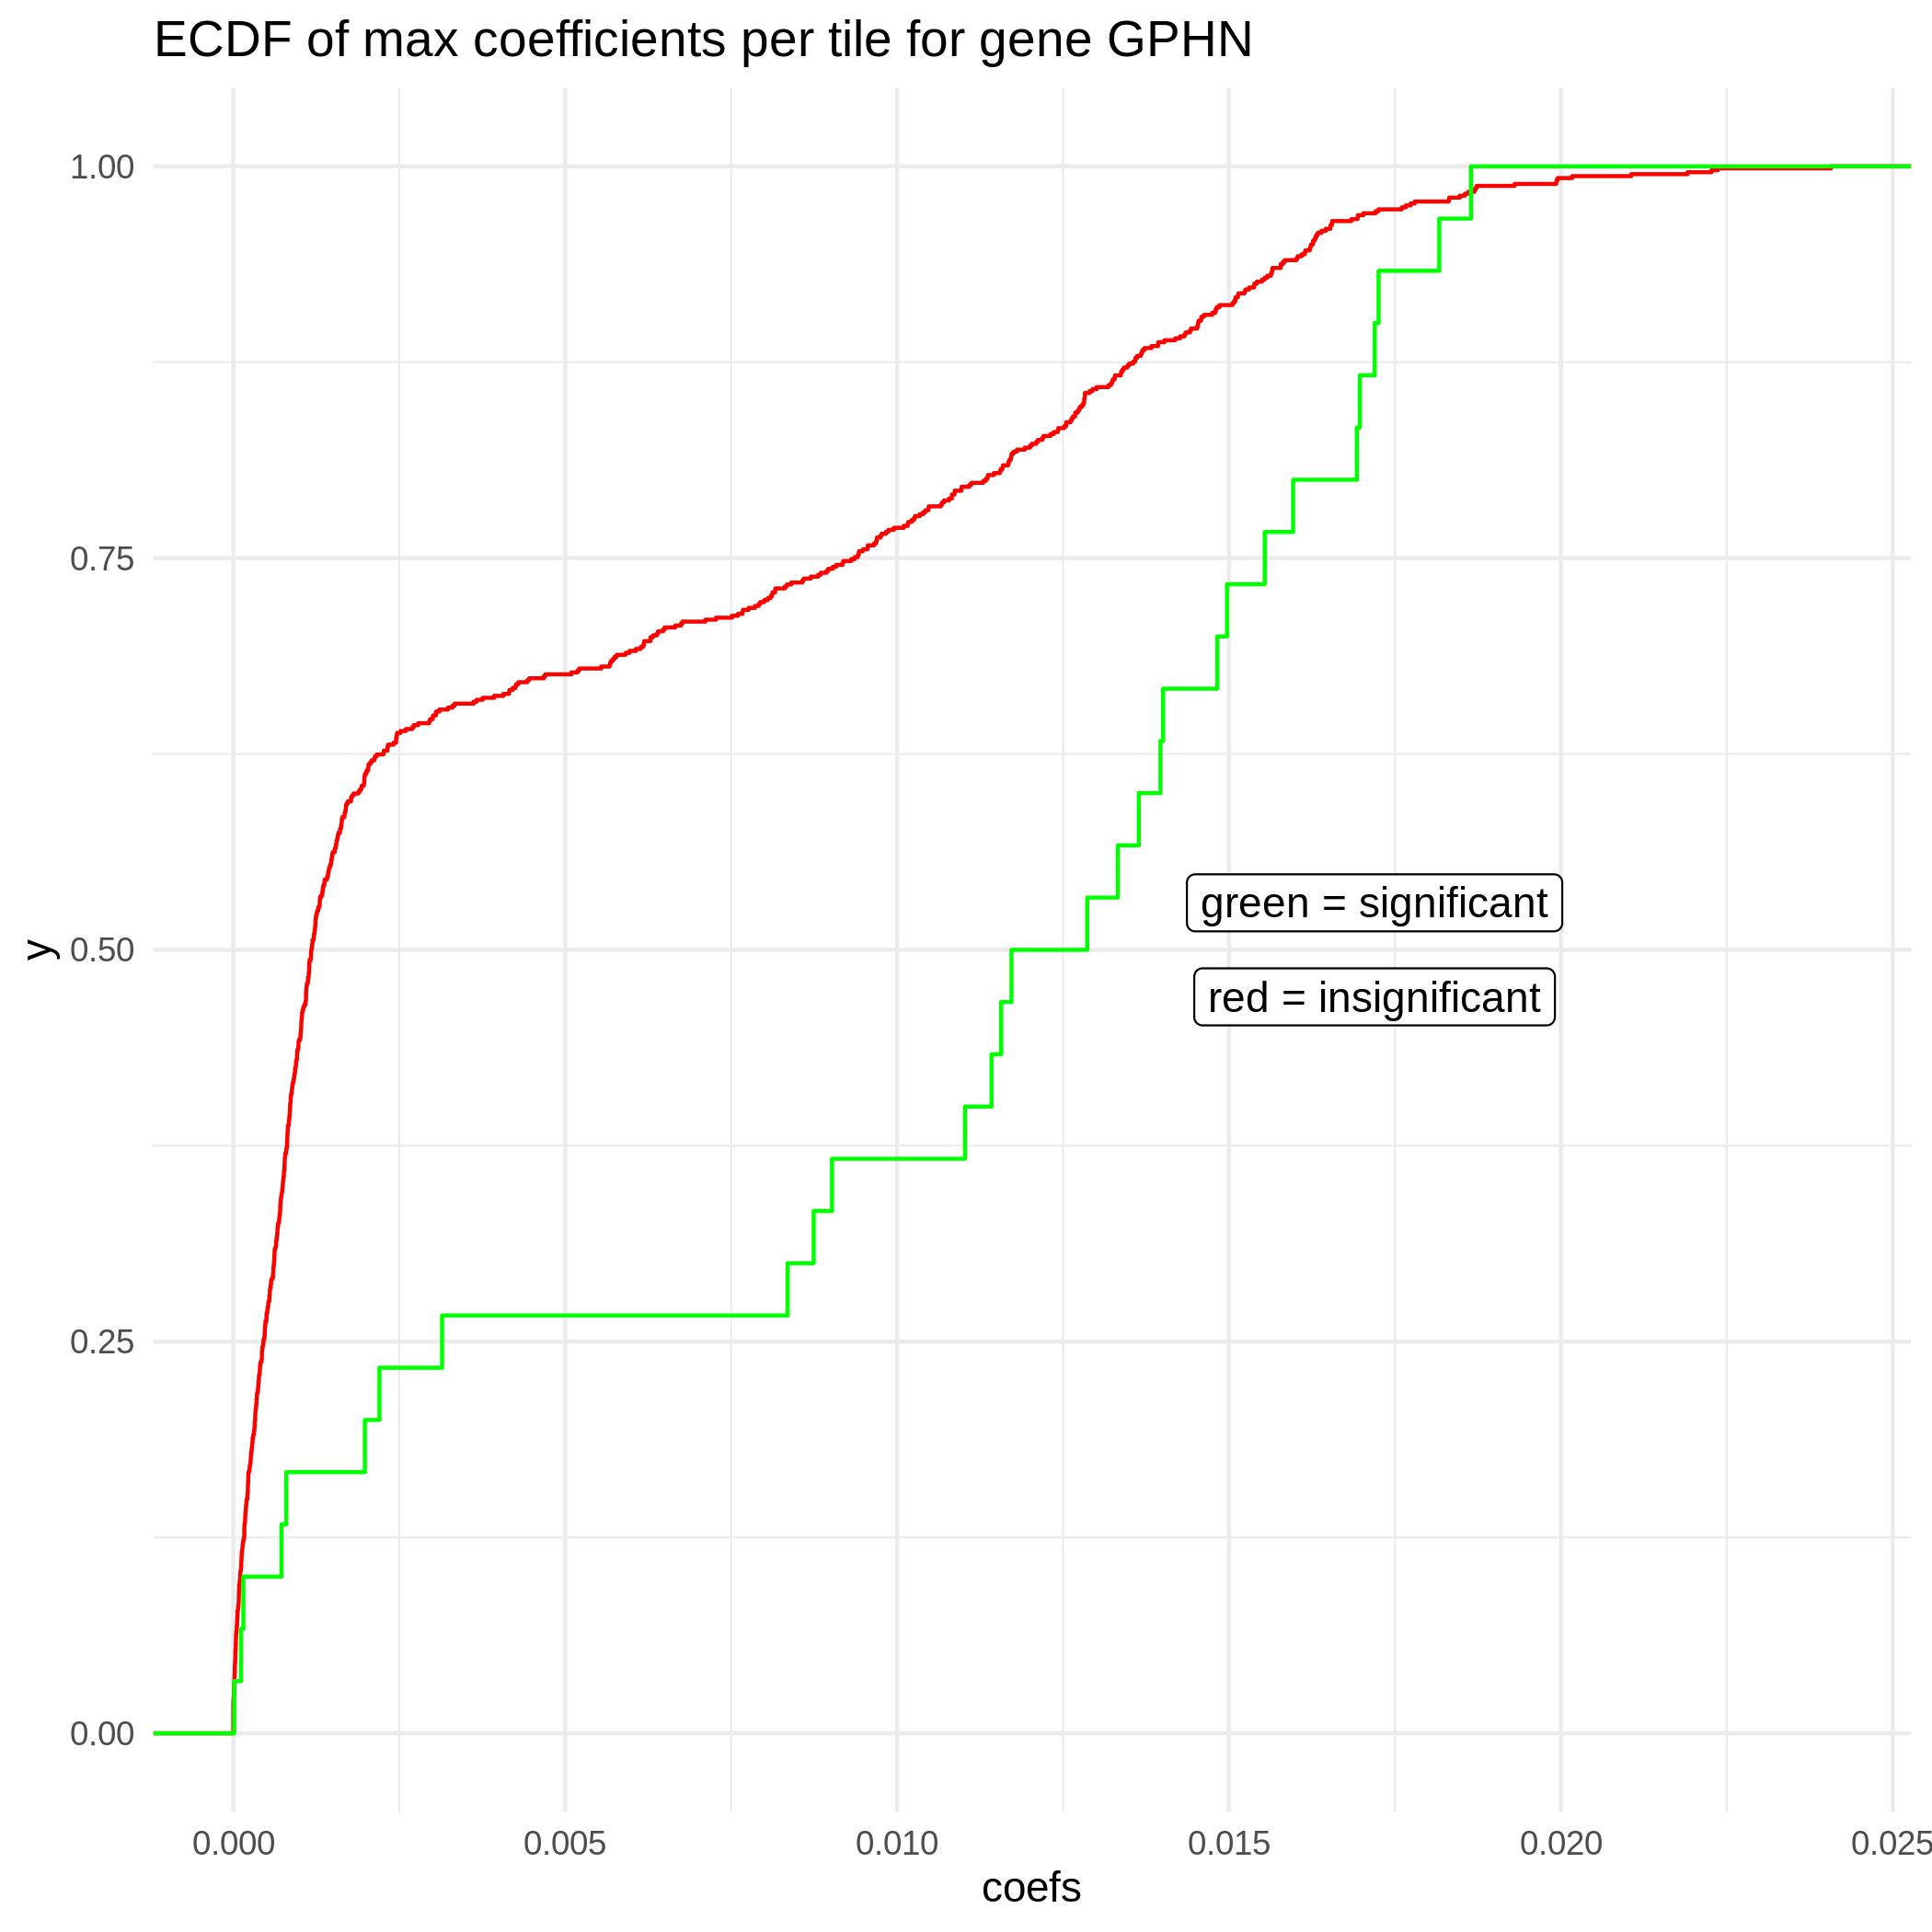 ECDF of max coefficients per tile for gene GPHN
y
1.00
0.75
0.50
0.25
0.00
green = significant
red = insignificant
0.000 0.005 0.010 0.015 0.020 0.025
coefs